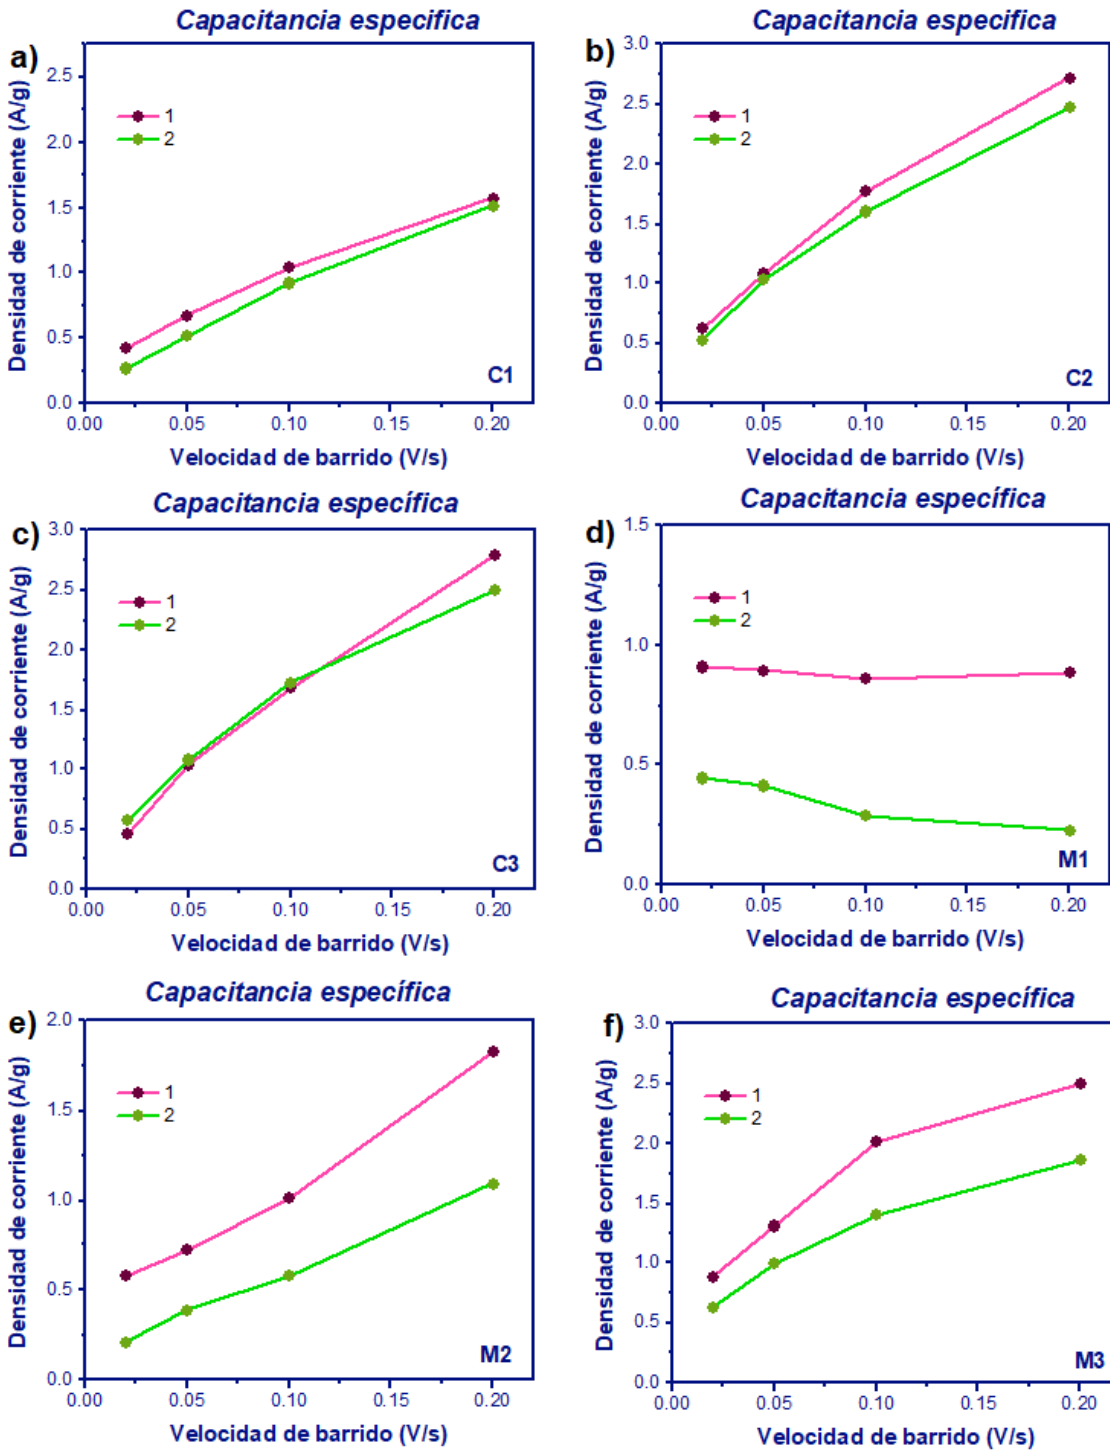 Capacitancia específica
a)
Densidad de corriente (A/g)
2.5
2.0
1.5
1.0
0.5
0.0
1
2
C1
0.00 0.05 0.10 0.15 0.20
Velocidad de barrido (V/s)
Capacitancia específica
b)
Densidad de corriente (A/g)
3.0
2.5
2.0
1.5
1.0
0.5
0.0
1
2
C2
0.00 0.05 0.10 0.15 0.20
Velocidad de barrido (V/s)
Capacitancia específica
c)
Densidad de corriente (A/g)
3.0
2.5
2.0
1.5
1.0
0.5
0.0
1
2
C3
0.00 0.05 0.10 0.15 0.20
Velocidad de barrido (V/s)
Capacitancia específica
d)
Densidad de corriente (A/g)
1.5
1.0
0.5
0.0
1
2
M1
0.00 0.05 0.10 0.15 0.20
Velocidad de barrido (V/s)
Capacitancia específica
e)
Densidad de corriente (A/g)
2.0
1.5
1.0
0.5
0.0
1
2
M2
0.00 0.05 0.10 0.15 0.20
Velocidad de barrido (V/s)
Capacitancia específica
f)
Densidad de corriente (A/g)
3.0
2.5
2.0
1.5
1.0
0.5
0.0
1
2
M3
0.00 0.05 0.10 0.15 0.20
Velocidad de barrido (V/s)